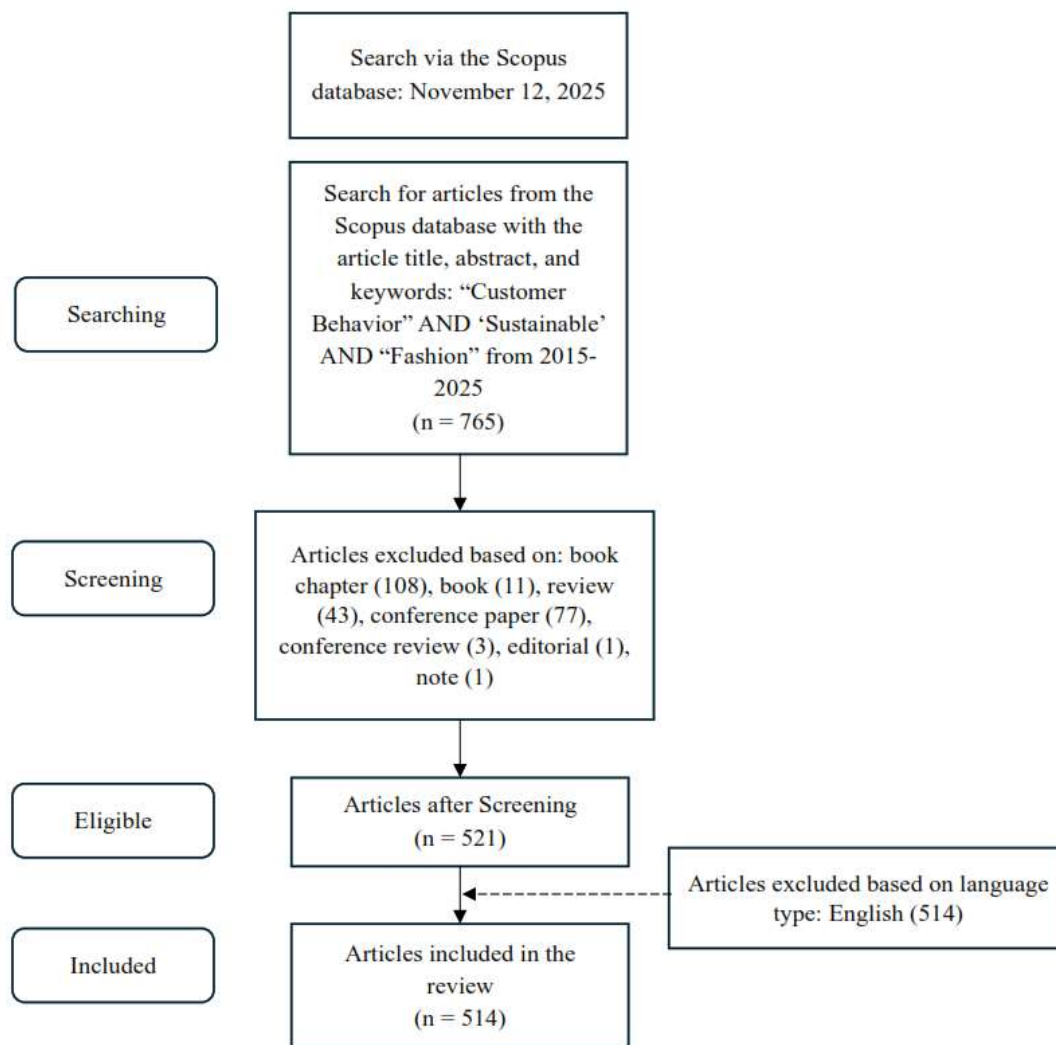 Search via the Scopus
database: November 12, 2025
Search for articles from the
Scopus database with the
article title, abstract, and
keywords: “Customer
Behavior” AND ‘Sustainable’
AND “Fashion” from 2015-
2025
(n = 765)
Searching
Articles excluded based on: book
chapter (108), book (11), review
(43), conference paper (77),
conference review (3), editorial (1),
note (1)
Screening
Articles after Screening
(n = 521)
Eligible
Articles excluded based on language
type: English (514)
Articles included in the
review
(n = 514)
Included